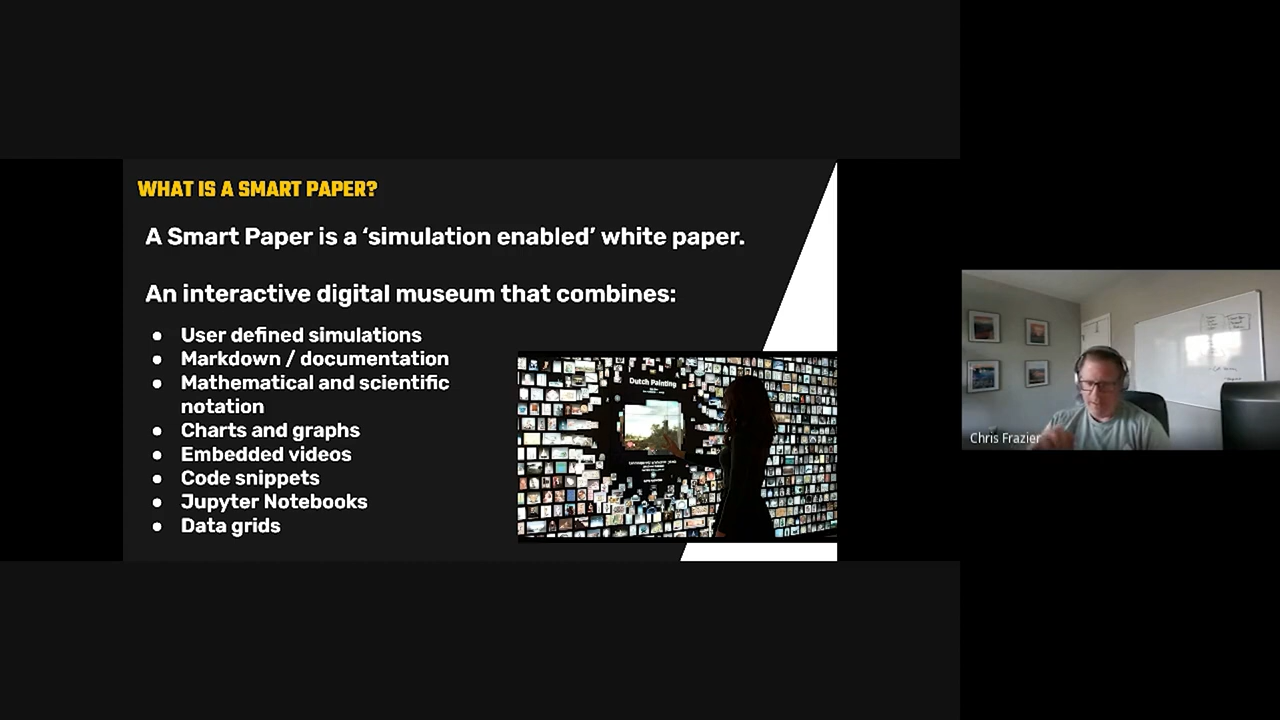 WHAT IS A SMART PAPER?
A Smart Paper is a ‘simulation enabled’ white paper.
An interactive digital museum that combines:
● User defined simulations
● Markdown / documentation
● Mathematical and scientific
notation
● Charts and graphs
● Embedded videos
● Code snippets
● Jupyter Notebooks
● Data grids
Dutch Painting
Chris Frazier